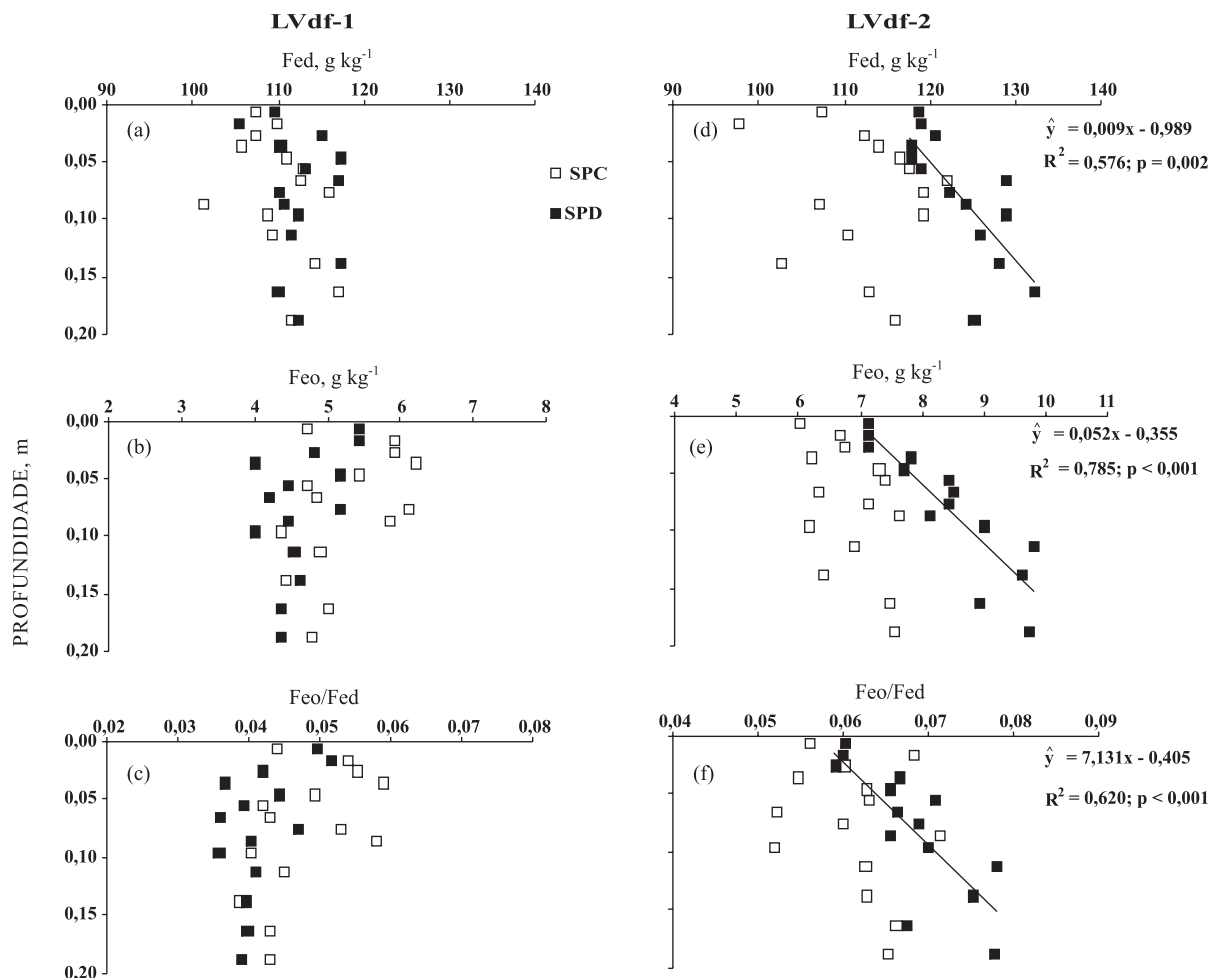 LVdf-1
LVdf-2
Fed, g kg-1
90 100 110 120 130 140
0,00
0,05
0,10
0,15
0,20
(a)
SPC
SPD
Fed, g kg-1
90 100 110 120 130 140
(d)
ŷ = 0,009x - 0,989
R2 = 0,576; p = 0,002
PROFUNDIDADE, m
Feo, g kg-1
2 3 4 5 6 7 8
0,00
0,05
0,10
0,15
0,20
(b)
Feo, g kg-1
4 5 6 7 8 9 10 11
(e)
ŷ = 0,052x - 0,355
R2 = 0,785; p < 0,001
Feo/Fed
0,02 0,03 0,04 0,05 0,06 0,07 0,08
0,00
0,05
0,10
0,15
0,20
(c)
Feo/Fed
0,04 0,05 0,06 0,07 0,08 0,09
(f)
ŷ = 7,131x - 0,405
R2 = 0,620; p < 0,001